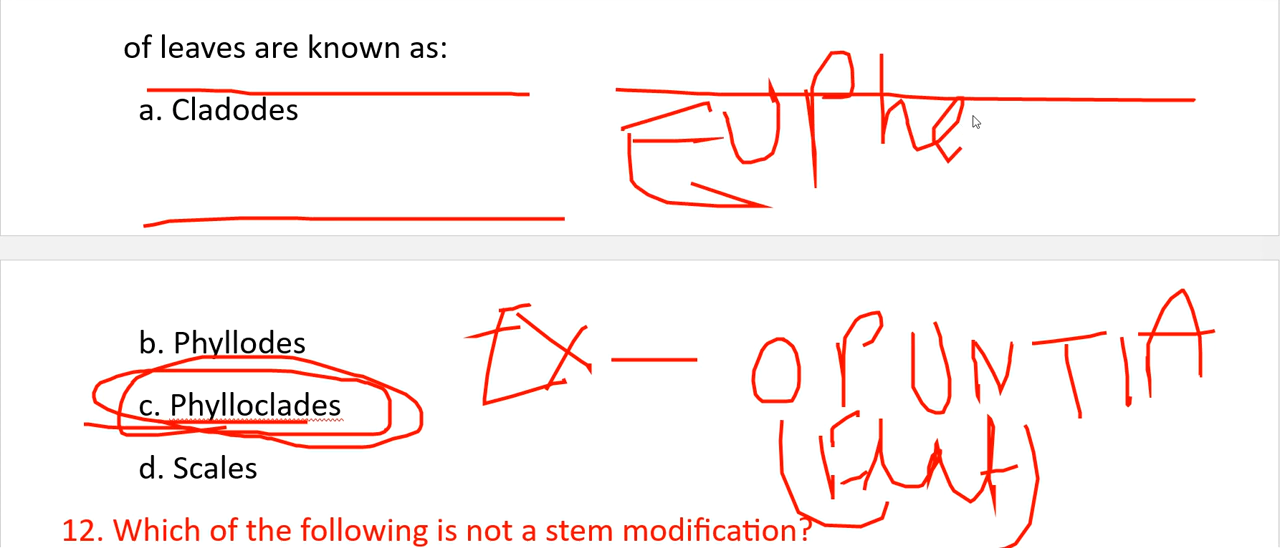 of leaves are known as:
a. Cladodes
Euphe
b. Phyllodes
EX — OPUNTIA
c. Phylloclades
(Flat)
d. Scales
12. Which of the following is not a stem modification?